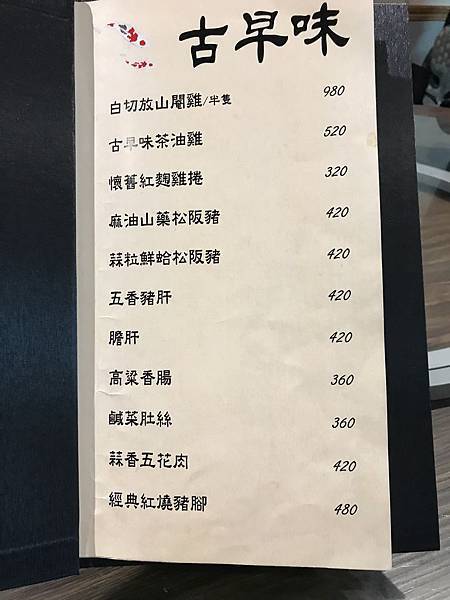 古早味
白切放山閹雞/半隻 980
古早味茶油雞 520
懷舊紅麴雞捲 320
麻油山藥松阪豬 420
蒜粒鮮蛤松阪豬 420
五香豬肝 420
膽肝 420
高粱香腸 360
鹹菜肚絲 360
蒜香五花肉 420
經典紅燒豬腳 480